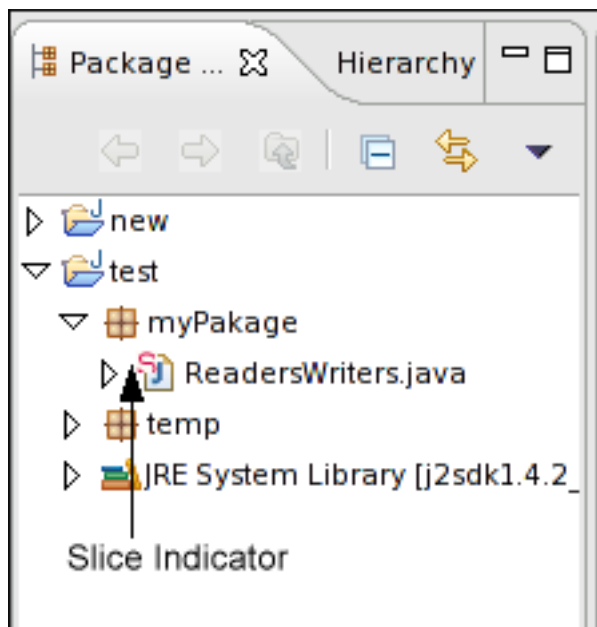 Package ... Hierarchy
new
test
myPakage
ReadersWriters.java
temp
JRE System Library [j2sdk1.4.2_
Slice Indicator